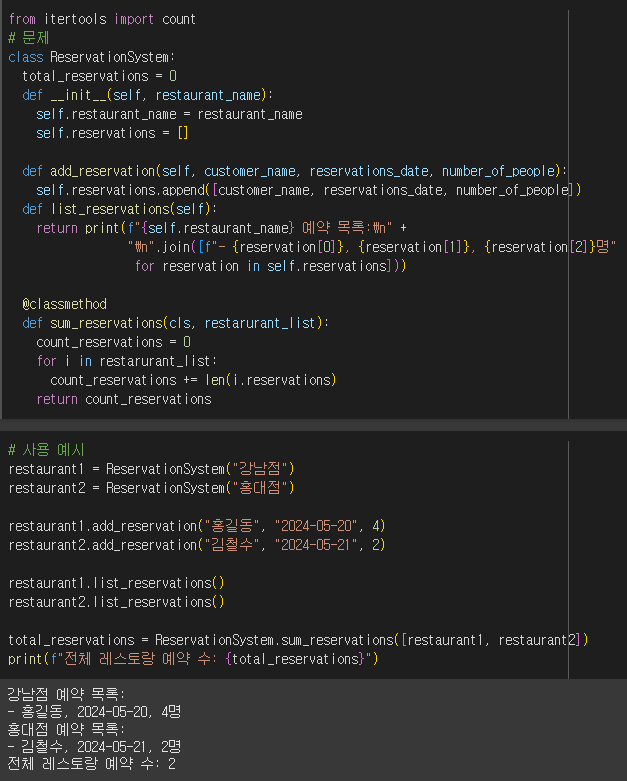 from itertools import count
# 문제
class ReservationSystem:
  total_reservations = 0
  def __init__(self, restaurant_name):
    self.restaurant_name = restaurant_name
    self.reservations = []

  def add_reservation(self, customer_name, reservations_date, number_of_people):
    self.reservations.append([customer_name, reservations_date, number_of_people])
  def list_reservations(self):
    return print(f"{self.restaurant_name} 예약 목록:₩n" +
                 "₩n".join([f"- {reservation[0]}, {reservation[1]}, {reservation[2]}명"
                  for reservation in self.reservations]))

  @classmethod
  def sum_reservations(cls, restarurant_list):
    count_reservations = 0
    for i in restarurant_list:
      count_reservations += len(i.reservations)
    return count_reservations

# 사용 예시
restaurant1 = ReservationSystem("강남점")
restaurant2 = ReservationSystem("홍대점")

restaurant1.add_reservation("홍길동", "2024-05-20", 4)
restaurant2.add_reservation("김철수", "2024-05-21", 2)

restaurant1.list_reservations()
restaurant2.list_reservations()

total_reservations = ReservationSystem.sum_reservations([restaurant1, restaurant2])
print(f"전체 레스토랑 예약 수: {total_reservations}")

강남점 예약 목록:
- 홍길동, 2024-05-20, 4명
홍대점 예약 목록:
- 김철수, 2024-05-21, 2명
전체 레스토랑 예약 수: 2